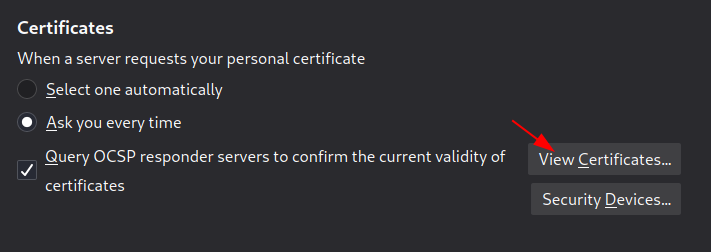 Certificates
When a server requests your personal certificate
Select one automatically
Ask you every time
Query OCSP responder servers to confirm the current validity of
certificates
View Certificates...
Security Devices...